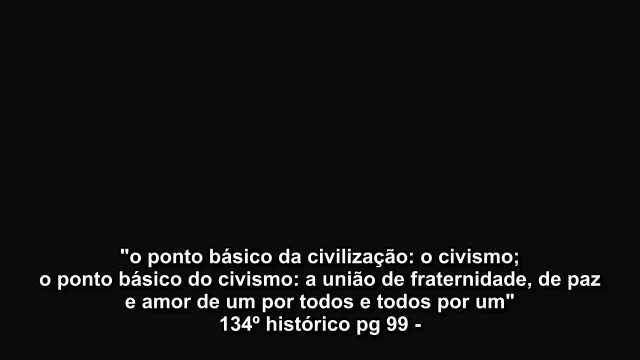 "o ponto básico da civilização: o civismo;
o ponto básico do civismo: a união de fraternidade, de paz
e amor de um por todos e todos por um"
134º histórico pg 99 -